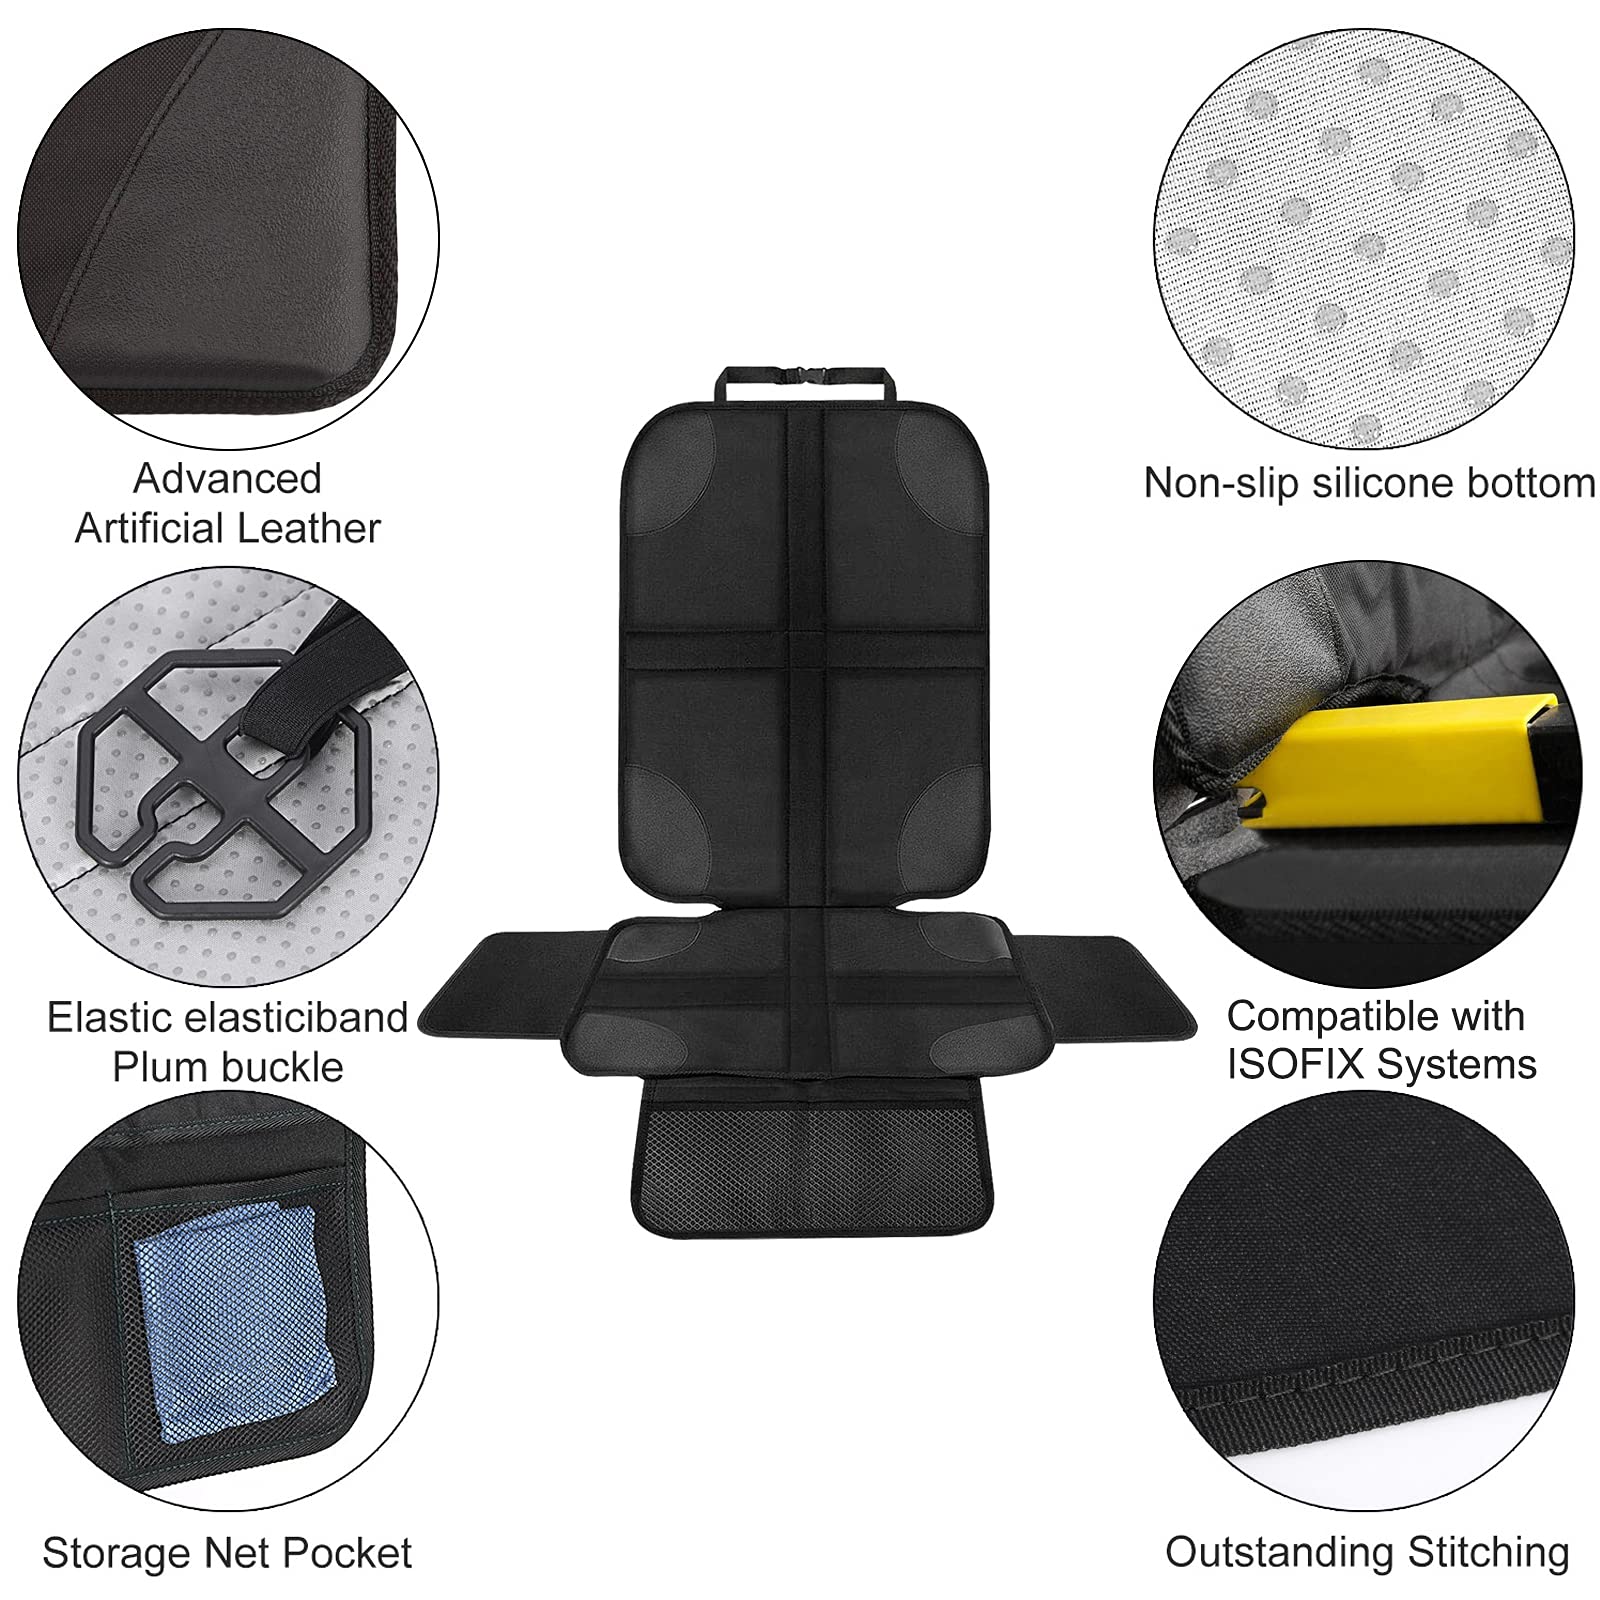 Advanced
Artificial Leather
Non-slip silicone bottom
Elastic elasticiband
Plum buckle
Compatible with
ISOFIX Systems
Storage Net Pocket
Outstanding Stitching